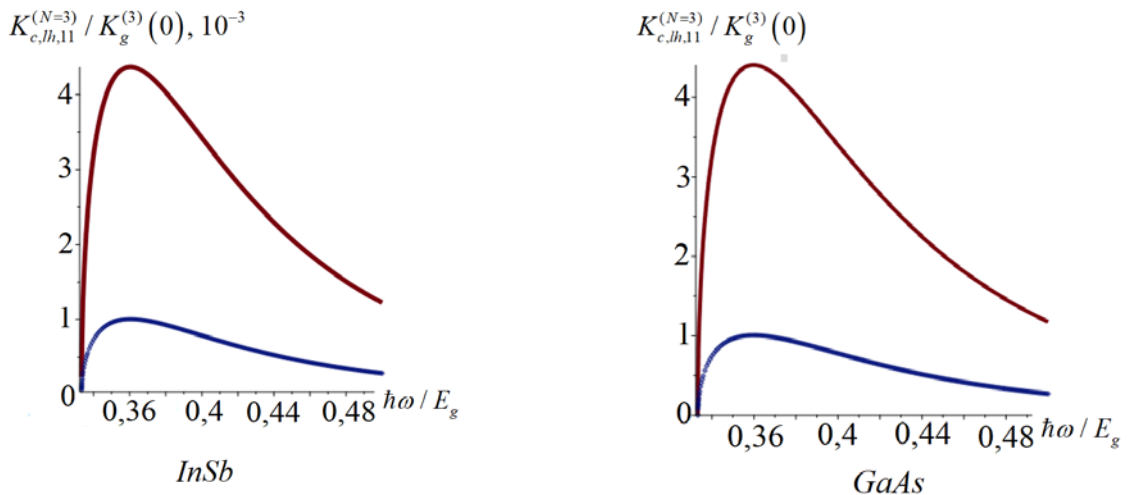 K_{c,lh,11}^{(N=3)} / K_g^{(3)}(0), 10^{-3}
4
3
2
1
0
0,36 0,4 0,44 0,48 ħω / E_g
InSb
K_{c,lh,11}^{(N=3)} / K_g^{(3)}(0)
4
3
2
1
0
0,36 0,4 0,44 0,48 ħω / E_g
GaAs